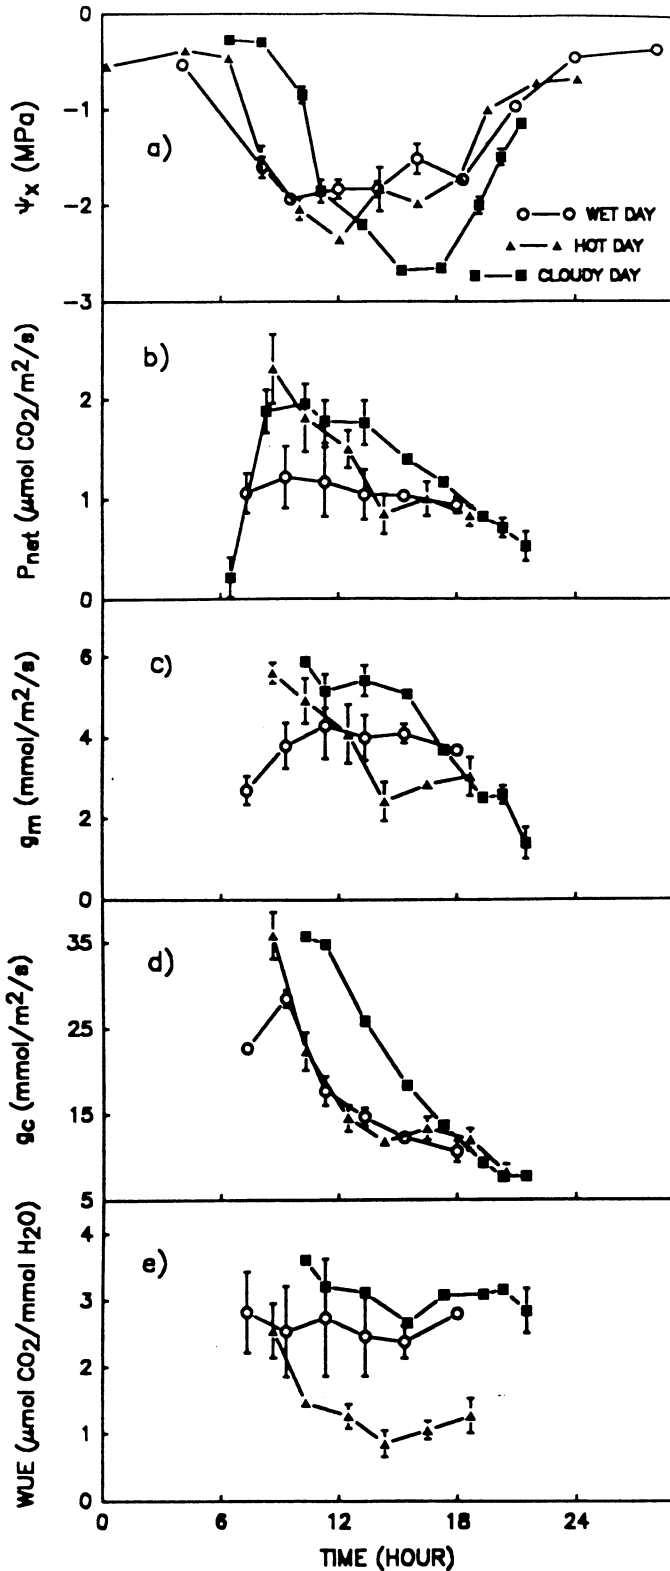 0
−1
−2
−3
Ψx (MPa)
a)
WET DAY
HOT DAY
CLOUDY DAY
2
1
0
Pnet (μmol CO2/m2/s)
b)
6
4
2
0
gm (mmol/m2/s)
c)
35
25
15
5
gc (mmol/m2/s)
d)
4
3
2
1
0
WUE (μmol CO2/mmol H2O)
e)
0 6 12 18 24
TIME (HOUR)